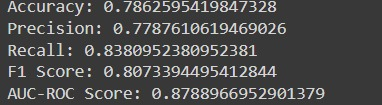 Accuracy: 0.7862595419847328
Precision: 0.7787610619469026
Recall: 0.8380952380952381
F1 Score: 0.8073394495412844
AUC-ROC Score: 0.8788966952901379